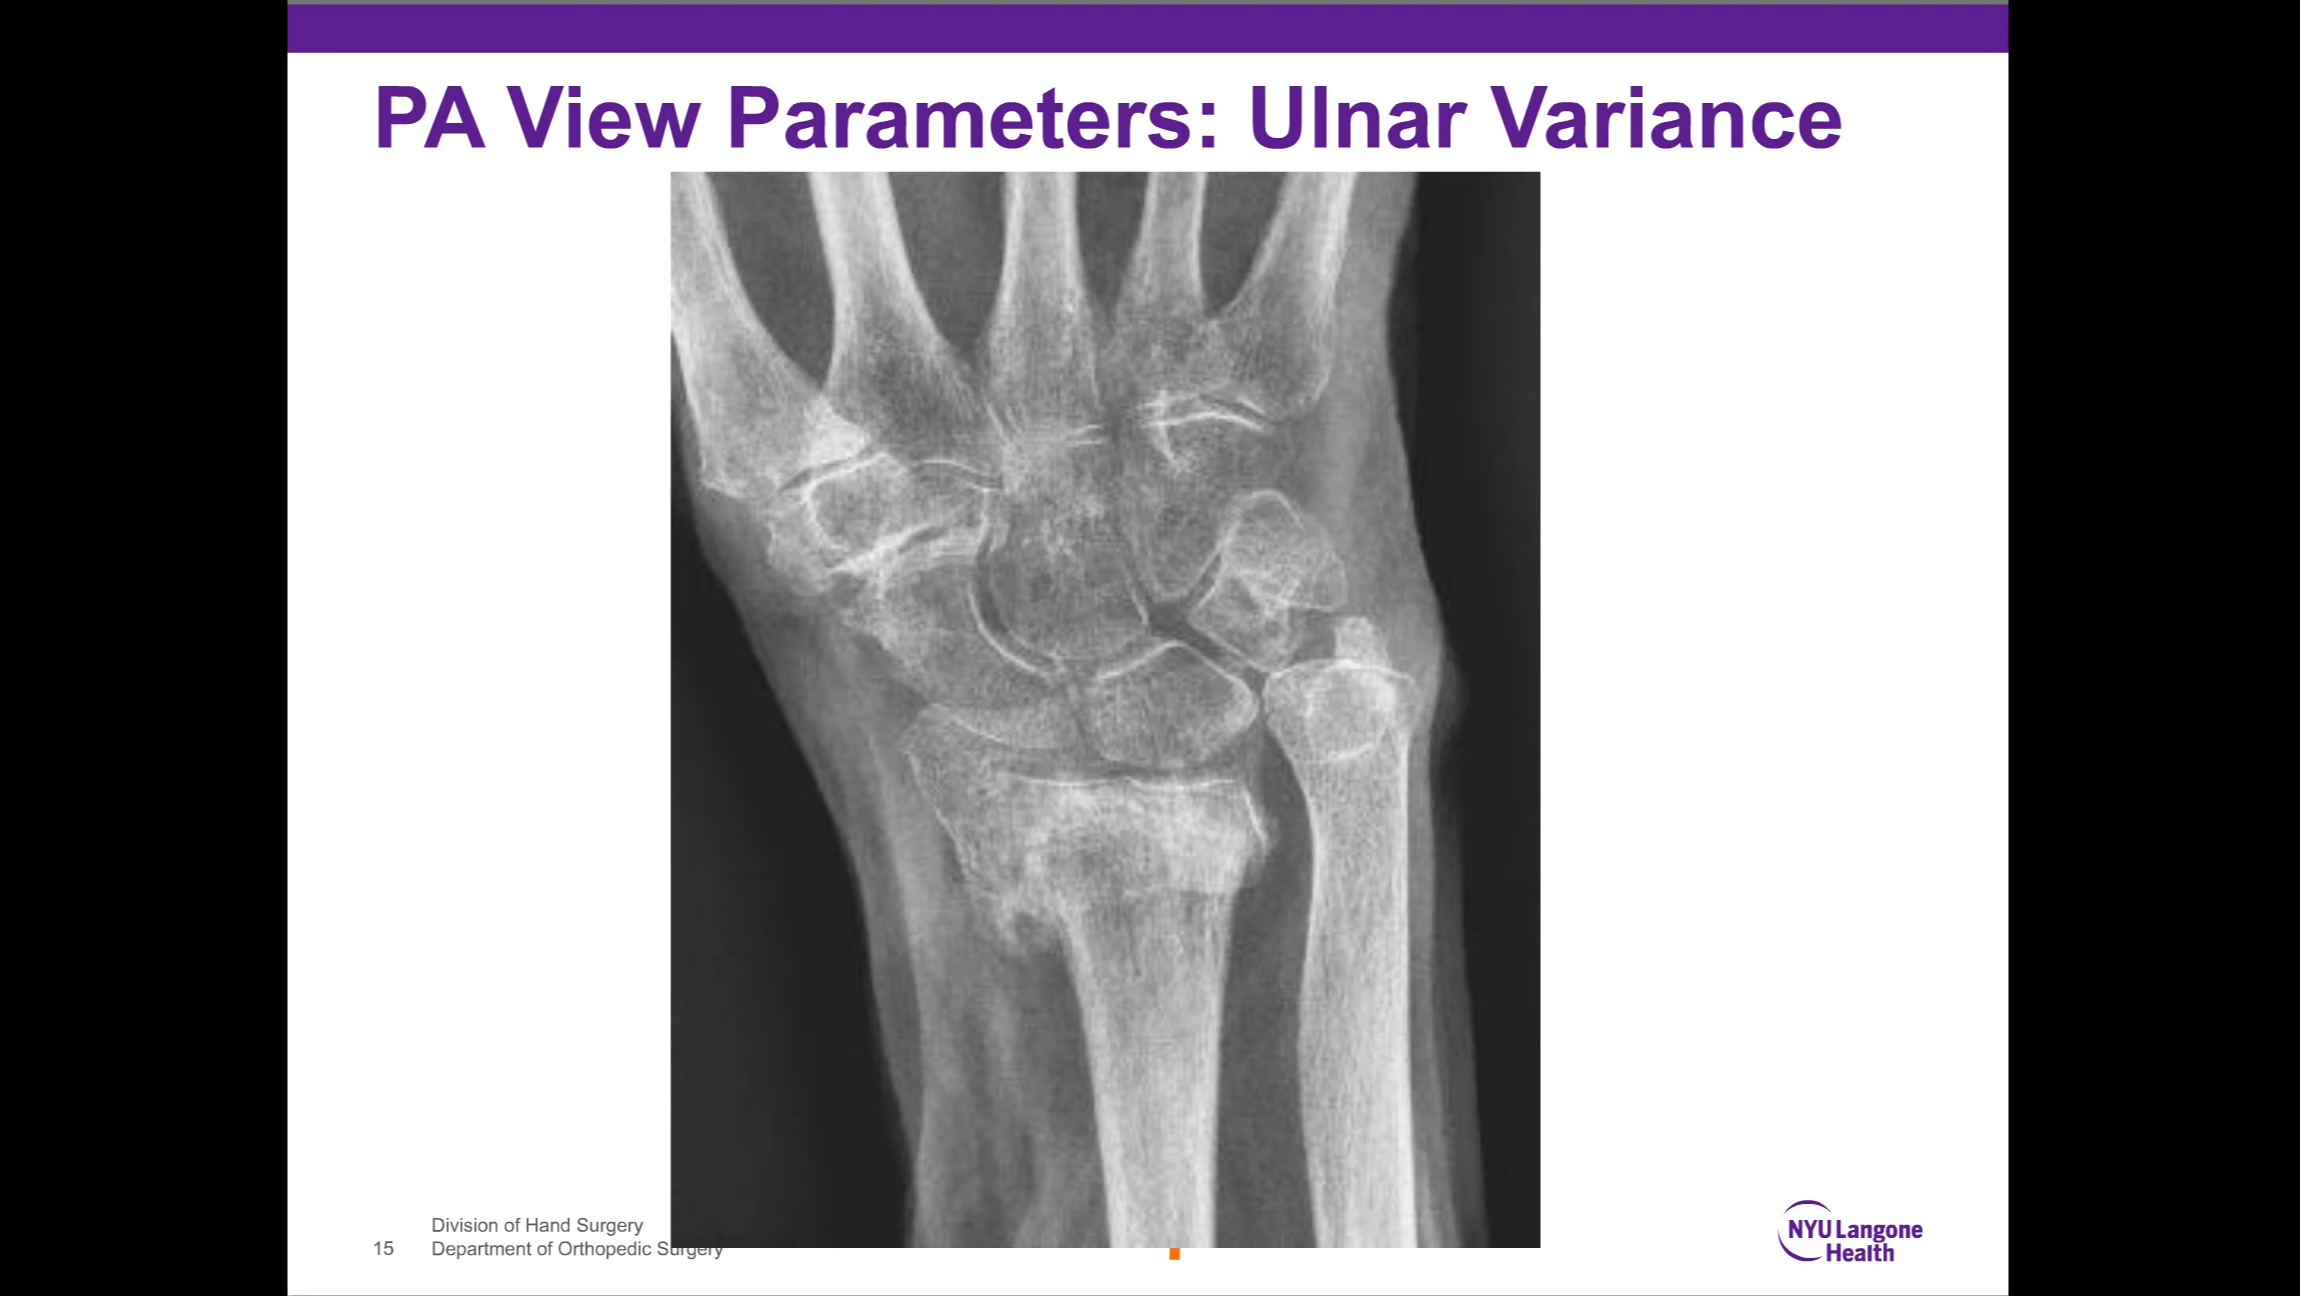 PA View Parameters: Ulnar Variance
Division of Hand Surgery
15 Department of Orthopedic Surgery
NYU Langone
Health